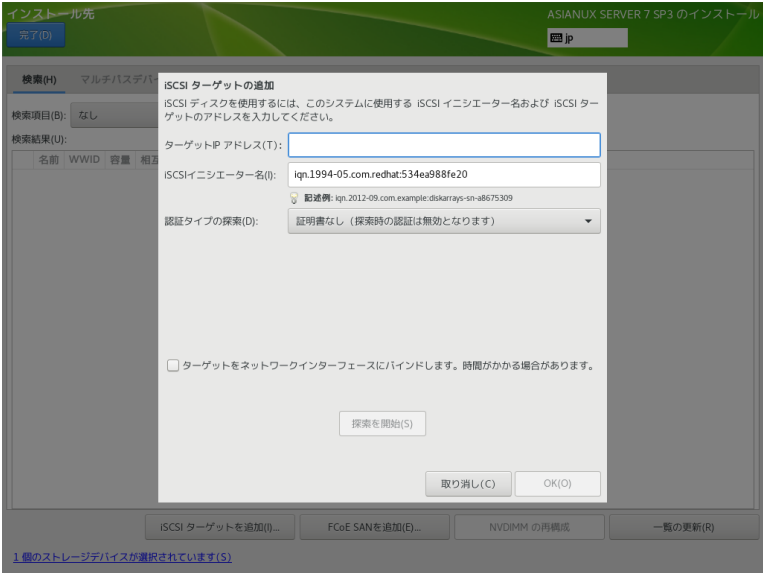 インストール先
ASIANUX SERVER 7 SP3 のインストール
完了(D)
jp
検索(H)
マルチパスデバイ
検索項目(B):
なし
検索結果(U):
名前 WWID 容量 相互
iSCSI ターゲットの追加
iSCSI ディスクを使用するには、このシステムに使用する iSCSI イニシエーター名および iSCSI ター
ゲットのアドレスを入力してください。
ターゲットIP アドレス(T):
iSCSIイニシエーター名(I):
iqn.1994-05.com.redhat:534ea988fe20
記述例: iqn.2012-09.com.example:diskarrays-sn-a8675309
認証タイプの探索(D):
証明書なし（探索時の認証は無効となります）
ターゲットをネットワークインターフェースにバインドします。時間がかかる場合があります。
探索を開始(S)
取り消し(C)
OK(O)
iSCSI ターゲットを追加(I)...
FCoE SANを追加(E)...
NVDIMM の再構成
一覧の更新(R)
1 個のストレージデバイスが選択されています(S)